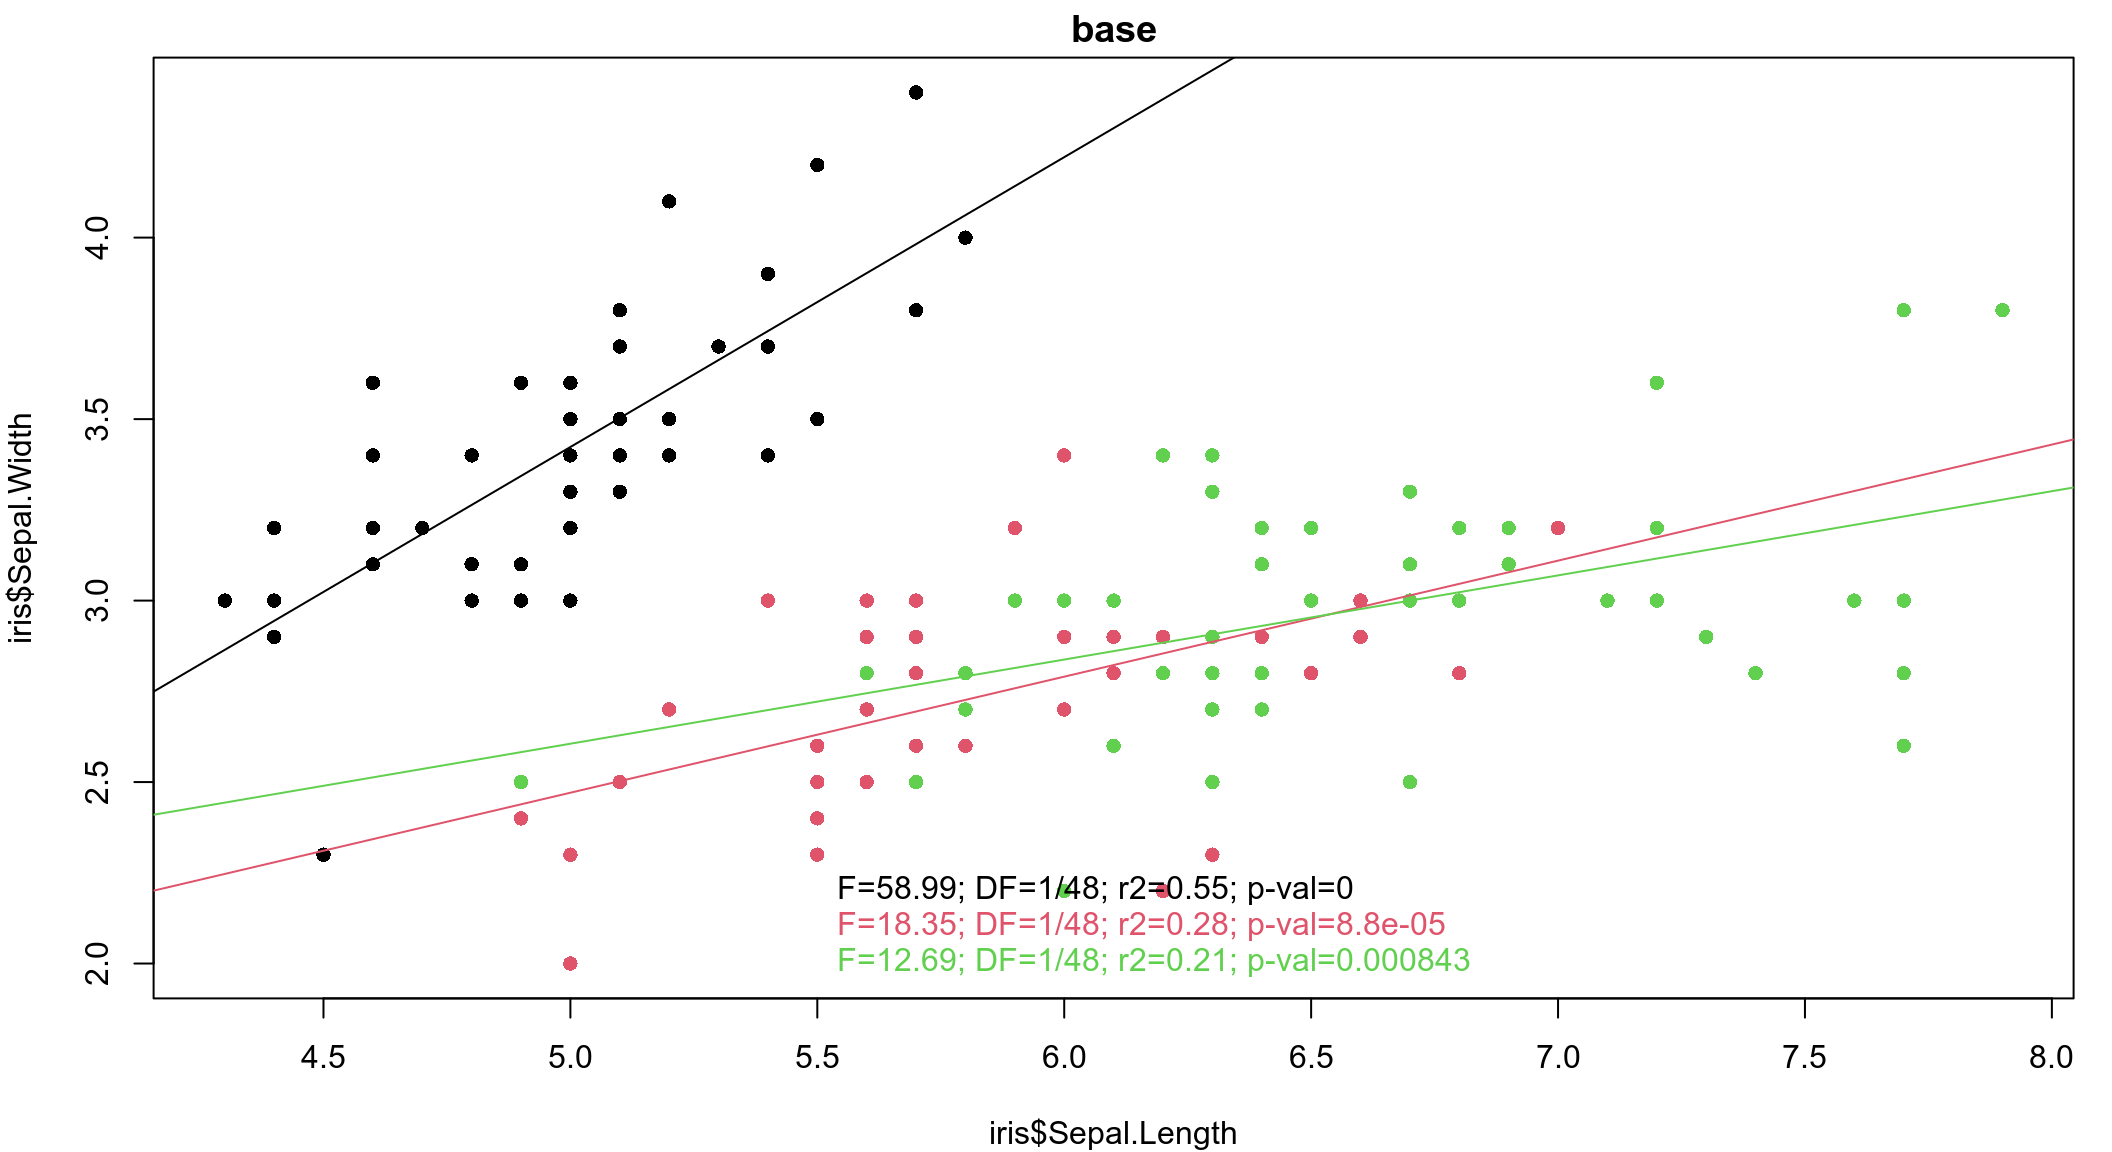 base
iris$Sepal.Width
4.0
3.5
3.0
2.5
2.0
F=58.99; DF=1/48; r2=0.55; p-val=0
F=18.35; DF=1/48; r2=0.28; p-val=8.8e-05
F=12.69; DF=1/48; r2=0.21; p-val=0.000843
4.5 5.0 5.5 6.0 6.5 7.0 7.5 8.0
iris$Sepal.Length